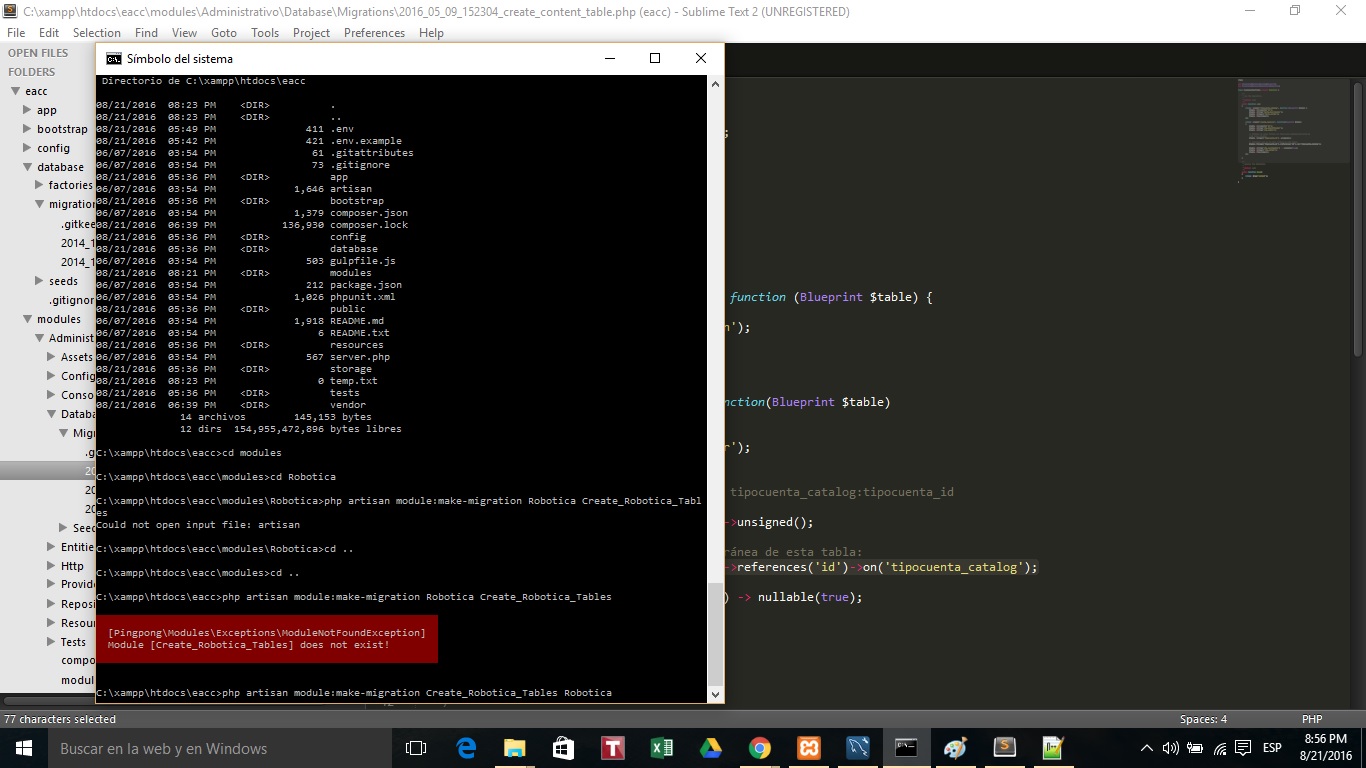 C:\xampp\htdocs\eacc\modules\Administrativo\Database\Migrations\2016_05_09_152304_create_content_table.php (eacc) - Sublime Text 2 (UNREGISTERED)
File Edit Selection Find View Goto Tools Project Preferences Help
OPEN FILES
FOLDERS
eacc
app
bootstrap
config
database
factories
migration
.gitkee
2014_1
2014_1
seeds
.gitignor
modules
Administ
Assets
Config
Conso
Databa
Mig
.g
20
20
20
Seec
Entitie
Http
Provide
Reposi
Resour
Tests
compo
modul
Símbolo del sistema
Directorio de C:\xampp\htdocs\eacc
08/21/2016 08:23 PM <DIR> .
08/21/2016 08:23 PM <DIR> ..
08/21/2016 05:49 PM 411 .env
08/21/2016 05:42 PM 421 .env.example
06/07/2016 03:54 PM 61 .gitattributes
06/07/2016 03:54 PM 73 .gitignore
08/21/2016 05:36 PM <DIR> app
06/07/2016 03:54 PM 1,646 artisan
08/21/2016 05:36 PM <DIR> bootstrap
06/07/2016 03:54 PM 1,379 composer.json
08/21/2016 06:39 PM 136,930 composer.lock
08/21/2016 05:36 PM <DIR> config
08/21/2016 05:36 PM <DIR> database
06/07/2016 03:54 PM 503 gulpfile.js
08/21/2016 08:21 PM <DIR> modules
06/07/2016 03:54 PM 212 package.json
06/07/2016 03:54 PM 1,026 phpunit.xml
08/21/2016 05:36 PM <DIR> public
06/07/2016 03:54 PM 1,918 README.md
06/07/2016 03:54 PM 6 README.txt
08/21/2016 05:36 PM <DIR> resources
06/07/2016 03:54 PM 567 server.php
08/21/2016 05:36 PM <DIR> storage
08/21/2016 08:23 PM 0 temp.txt
08/21/2016 05:36 PM <DIR> tests
08/21/2016 06:39 PM <DIR> vendor
14 archivos 145,153 bytes
12 dirs 154,955,472,896 bytes libres
C:\xampp\htdocs\eacc>cd modules
C:\xampp\htdocs\eacc\modules>cd Robotica
C:\xampp\htdocs\eacc\modules\Robotica>php artisan module:make-migration Robotica Create_Robotica_Tabl
es
Could not open input file: artisan
C:\xampp\htdocs\eacc\modules\Robotica>cd ..
C:\xampp\htdocs\eacc\modules>cd ..
C:\xampp\htdocs\eacc>php artisan module:make-migration Robotica Create_Robotica_Tables
[Pingpong\Modules\Exceptions\ModuleNotFoundException]
Module [Create_Robotica_Tables] does not exist!
C:\xampp\htdocs\eacc>php artisan module:make-migration Create_Robotica_Tables Robotica
;
function (Blueprint $table) {
n');
nction(Blueprint $table)
r');
tipocuenta_catalog:tipocuenta_id
->unsigned();
ránea de esta tabla:
->references('id')->on('tipocuenta_catalog');
) -> nullable(true);
77 characters selected
Spaces: 4
PHP
Buscar en la web y en Windows
ESP
8:56 PM
8/21/2016